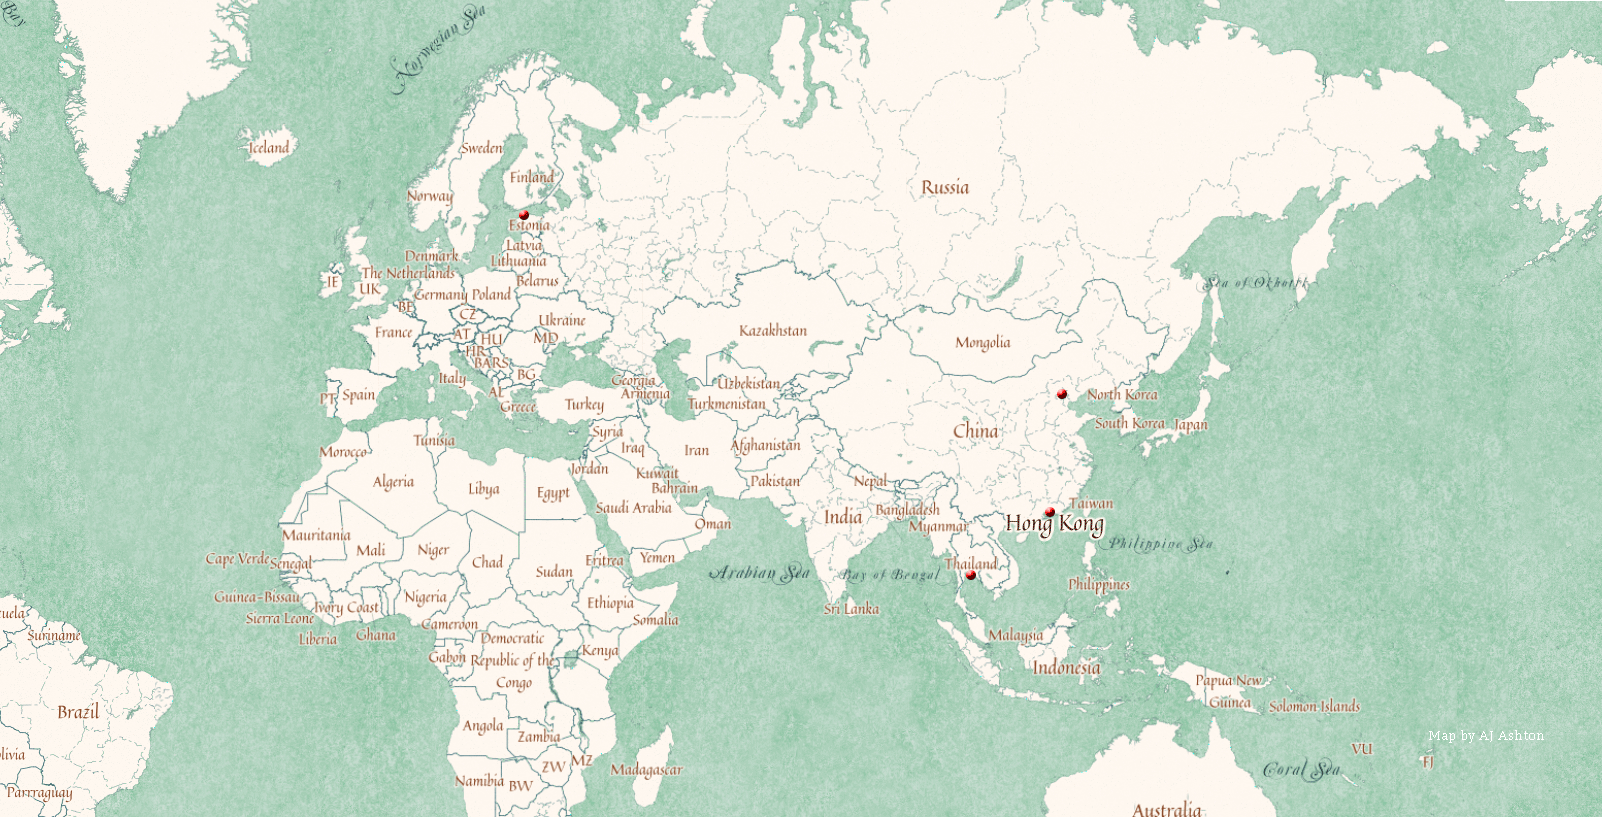 Bay
Norwegian Sea
Iceland
Sweden
Finland
Norway
Russia
Estonia
Latvia
Denmark
Lithuania
The Netherlands
Belarus
IE
UK
Germany
Poland
Sea of Okhotsk
BE
CZ
Ukraine
France
AT
HU
MD
Kazakhstan
Mongolia
HR
BA
RS
BG
Italy
Georgia
Uzbekistan
PT
Spain
AL
Armenia
North Korea
Greece
Turkey
Turkmenistan
South Korea
Japan
Syria
China
Tunisia
Morocco
Iraq
Iran
Afghanistan
Jordan
Kuwait
Algeria
Libya
Egypt
Bahrain
Pakistan
Nepal
Saudi Arabia
Taiwan
India
Bangladesh
Oman
Myanmar
Hong Kong
Mauritania
Mali
Niger
Philippine Sea
Cape Verde
Senegal
Chad
Eritrea
Yemen
Sudan
Arabian Sea
Bay of Bengal
Thailand
Guinea-Bissau
Nigeria
Ethiopia
Philippines
Ivory Coast
Sri Lanka
uela
Sierra Leone
Cameroon
Somalia
Suriname
Liberia
Ghana
Democratic
Republic of the
Congo
Malaysia
Gabon
Kenya
Indonesia
Papua New
Guinea
Solomon Islands
Brazil
Angola
Zambia
Map by AJ Ashton
livia
ZW
MZ
Madagascar
VU
FJ
Coral Sea
Namibia
BW
Parrraguay
Australia